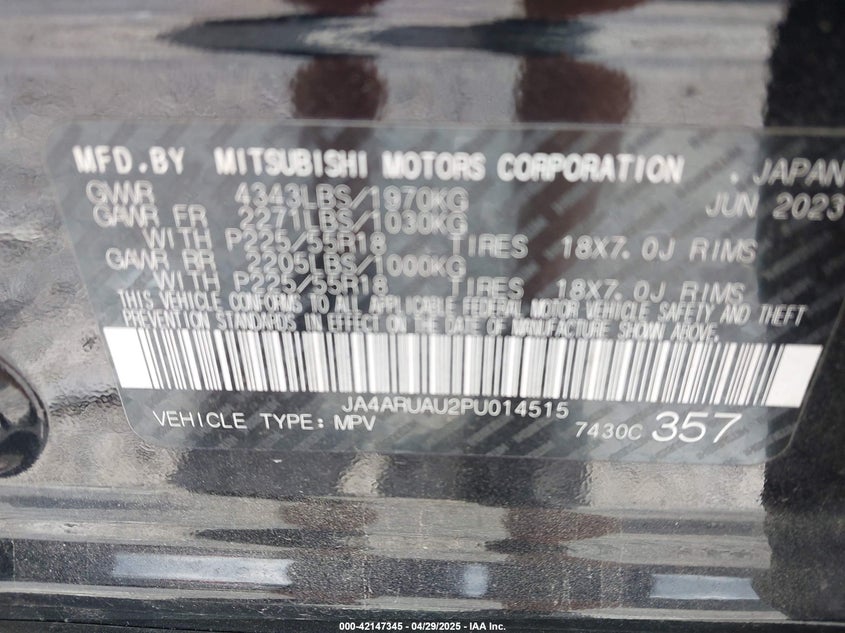 MFD.BY MITSUBISHI MOTORS CORPORATION . JAPAN
GVWR 4343LBS/1970KG JUN 2023
GAWR FR 2271LBS/1030KG
WITH P225/55R18 TIRES 18X7.0J RIMS
GAWR RR 2205LBS/1000KG
WITH P225/55R18 TIRES 18X7.0J RIMS
THIS VEHICLE CONFORMS TO ALL APPLICABLE FEDERAL MOTOR VEHICLE SAFETY AND THEFT
PREVENTION STANDARDS IN EFFECT ON THE DATE OF MANUFACTURE SHOWN ABOVE.
JA4ARUAU2PU014515
VEHICLE TYPE: MPV 7430C 357
000-42147345 - 04/29/2025 - IAA Inc.